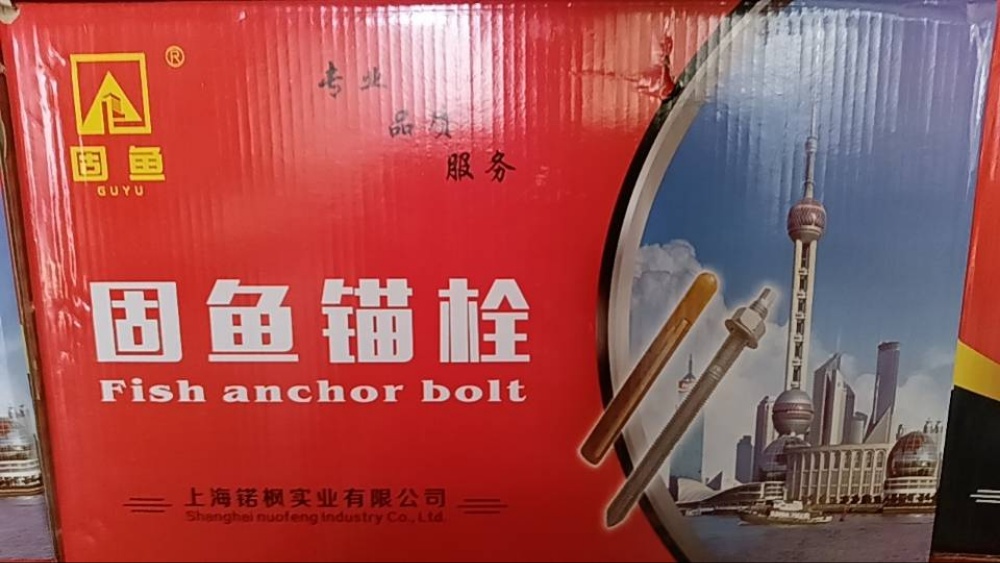 ®
固鱼
GUYU
专业
品质
服务
固鱼锚栓
Fish anchor bolt
上海锘枫实业有限公司
Shanghai nuofeng industry Co., Ltd.